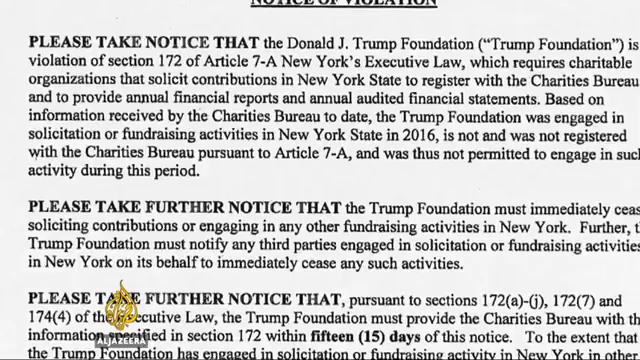 NOTICE OF VIOLATION
PLEASE TAKE NOTICE THAT the Donald J. Trump Foundation ("Trump Foundation") is
violation of section 172 of Article 7-A New York's Executive Law, which requires charitable
organizations that solicit contributions in New York State to register with the Charities Bureau
and to provide annual financial reports and annual audited financial statements. Based on
information received by the Charities Bureau to date, the Trump Foundation was engaged in
solicitation or fundraising activities in New York State in 2016, is not and was not registered
with the Charities Bureau pursuant to Article 7-A, and was thus not permitted to engage in such
activity during this period.
PLEASE TAKE FURTHER NOTICE THAT the Trump Foundation must immediately cease
soliciting contributions or engaging in any other fundraising activities in New York. Further, t
Trump Foundation must notify any third parties engaged in solicitation or fundraising activities
in New York on its behalf to immediately cease any such activities.
PLEASE TAKE FURTHER NOTICE THAT, pursuant to sections 172(a)-(j), 172(7) and
174(4) of the Executive Law, the Trump Foundation must provide the Charities Bureau with the
information specified in section 172 within fifteen (15) days of this notice. To the extent that
the Trump Foundation has engaged in solicitation or fundraising activity in New York in other
ALJAZEERA